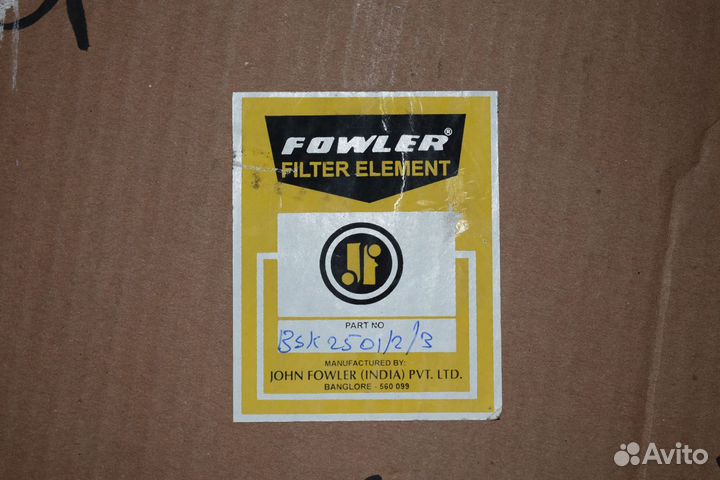 FOWLER®
FILTER ELEMENT
JF
PART NO
BSK 2501/2/3
MANUFACTURED BY:
JOHN FOWLER (INDIA) PVT. LTD.
BANGLORE - 560 099
Avito